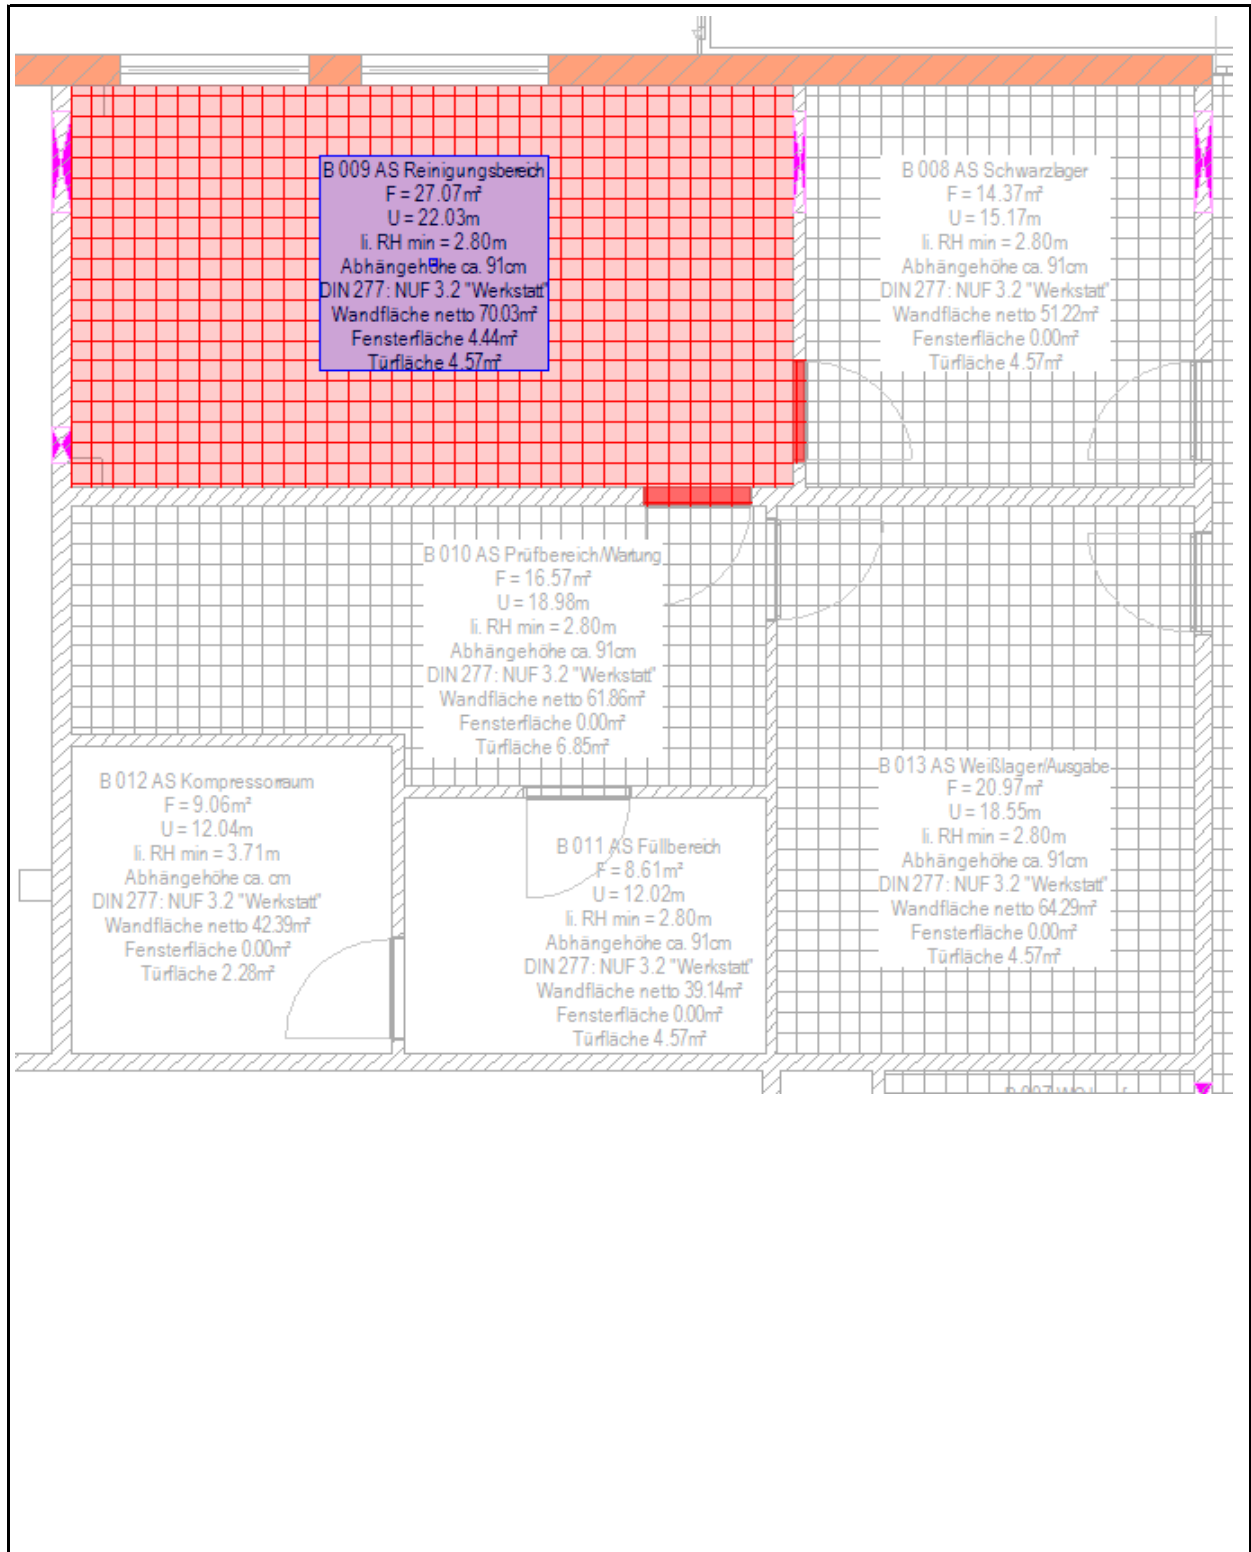 B 009 AS Reinigungsbereich
F = 27.07m²
U = 22.03m
li. RH min = 2.80m
Abhängehöhe ca. 91cm
DIN 277: NUF 3.2 "Werkstatt"
Wandfläche netto 70.03m²
Fensterfläche 4.44m²
Türfläche 4.57m²
B 008 AS Schwarzlager
F = 14.37m²
U = 15.17m
li. RH min = 2.80m
Abhängehöhe ca. 91cm
DIN 277: NUF 3.2 "Werkstatt"
Wandfläche netto 51.22m²
Fensterfläche 0.00m²
Türfläche 4.57m²
B 010 AS Prüfbereich/Wartung
F = 16.57m²
U = 18.98m
li. RH min = 2.80m
Abhängehöhe ca. 91cm
DIN 277: NUF 3.2 "Werkstatt"
Wandfläche netto 61.86m²
Fensterfläche 0.00m²
Türfläche 6.85m²
B 012 AS Kompressorraum
F = 9.06m²
U = 12.04m
li. RH min = 3.71m
Abhängehöhe ca. cm
DIN 277: NUF 3.2 "Werkstatt"
Wandfläche netto 42.39m²
Fensterfläche 0.00m²
Türfläche 2.28m²
B 011 AS Füllbereich
F = 8.61m²
U = 12.02m
li. RH min = 2.80m
Abhängehöhe ca. 91cm
DIN 277: NUF 3.2 "Werkstatt"
Wandfläche netto 39.14m²
Fensterfläche 0.00m²
Türfläche 4.57m²
B 013 AS Weißlager/Ausgabe
F = 20.97m²
U = 18.55m
li. RH min = 2.80m
Abhängehöhe ca. 91cm
DIN 277: NUF 3.2 "Werkstatt"
Wandfläche netto 64.29m²
Fensterfläche 0.00m²
Türfläche 4.57m²
B 007